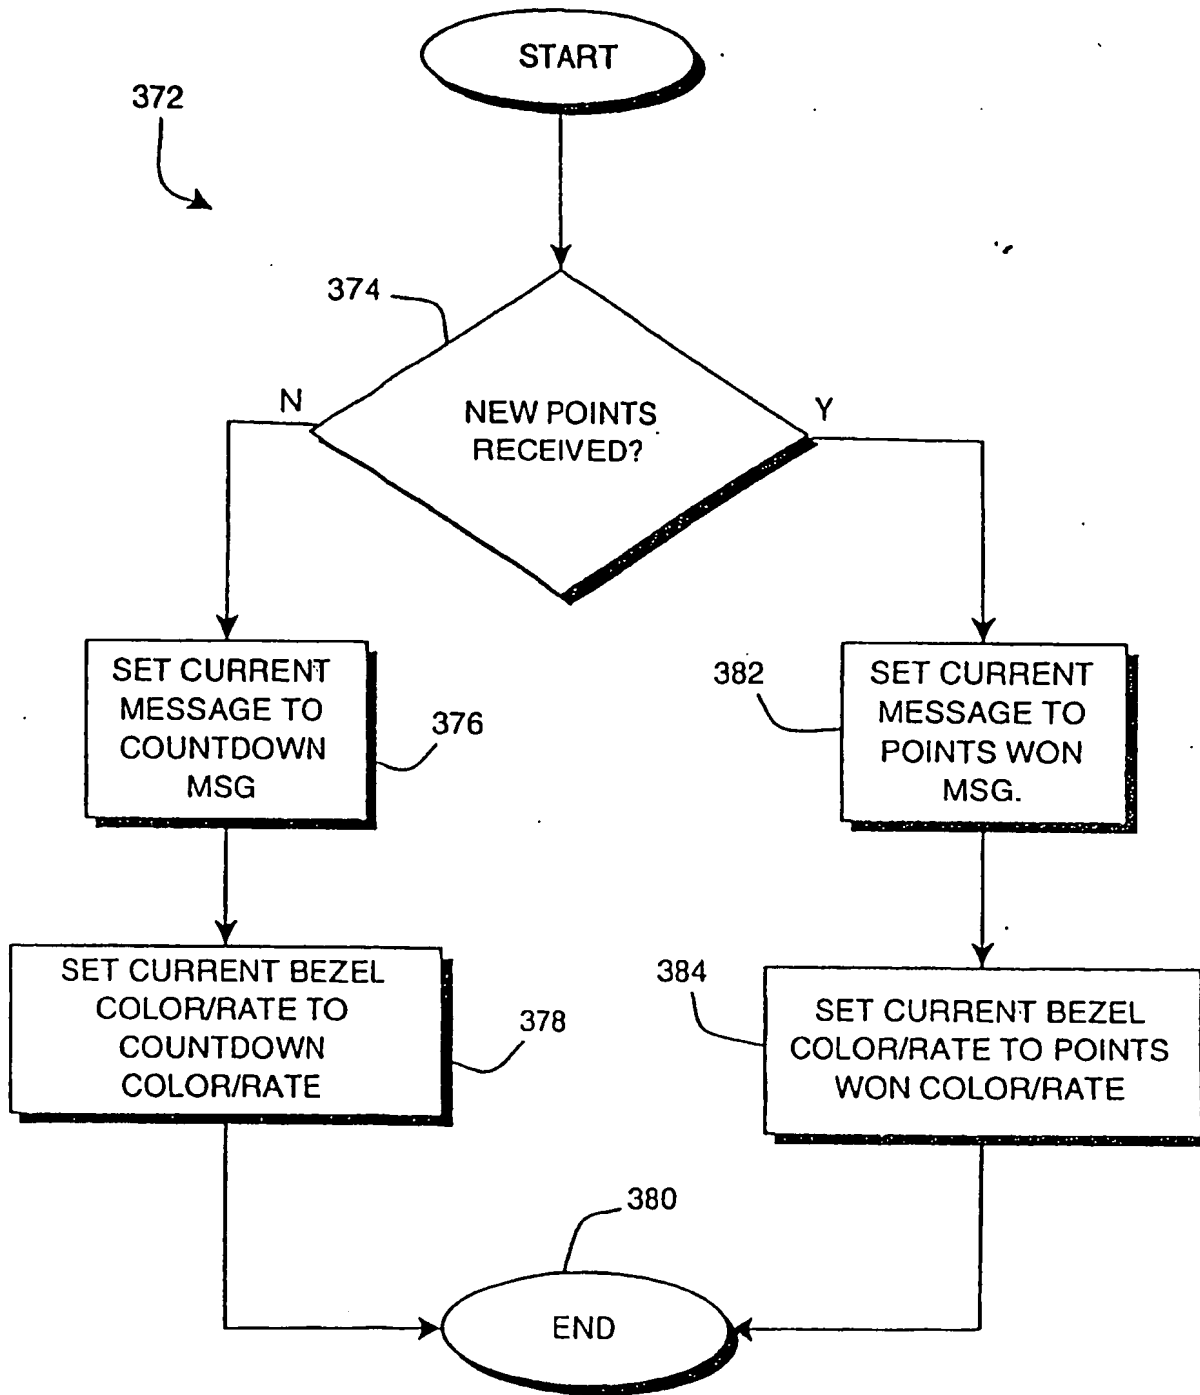 START
372
374
N
NEW POINTS
RECEIVED?
Y
SET CURRENT
MESSAGE TO
COUNTDOWN
MSG
376
382
SET CURRENT
MESSAGE TO
POINTS WON
MSG.
SET CURRENT BEZEL
COLOR/RATE TO
COUNTDOWN
COLOR/RATE
378
384
SET CURRENT BEZEL
COLOR/RATE TO POINTS
WON COLOR/RATE
380
END